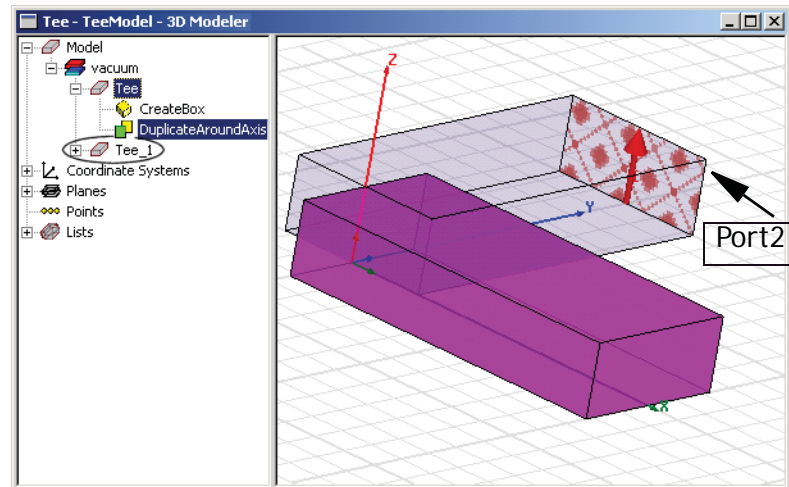 Tee - TeeModel - 3D Modeler
Model
vacuum
Tee
CreateBox
DuplicateAroundAxis
Tee_1
Coordinate Systems
Planes
Points
Lists
Z
Y
Port2
X